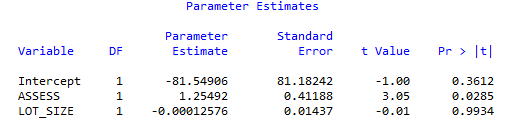 Parameter Estimates
Parameter Standard
Variable DF Estimate Error t Value Pr > |t|
Intercept 1 -81.54906 81.18242 -1.00 0.3612
ASSESS 1 1.25492 0.41188 3.05 0.0285
LOT_SIZE 1 -0.00012576 0.01437 -0.01 0.9934